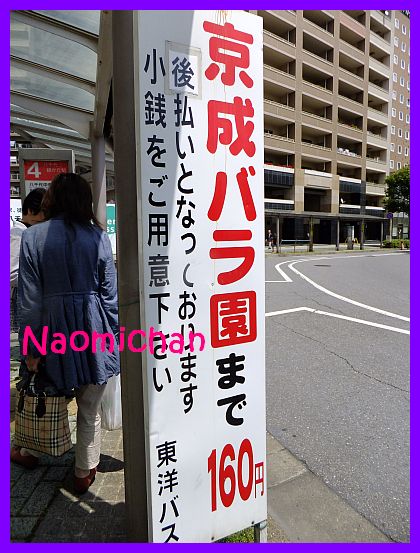 京成バラ園まで
160円
後払いとなっております
小銭をご用意下さい
東洋バス
4
Naomichan